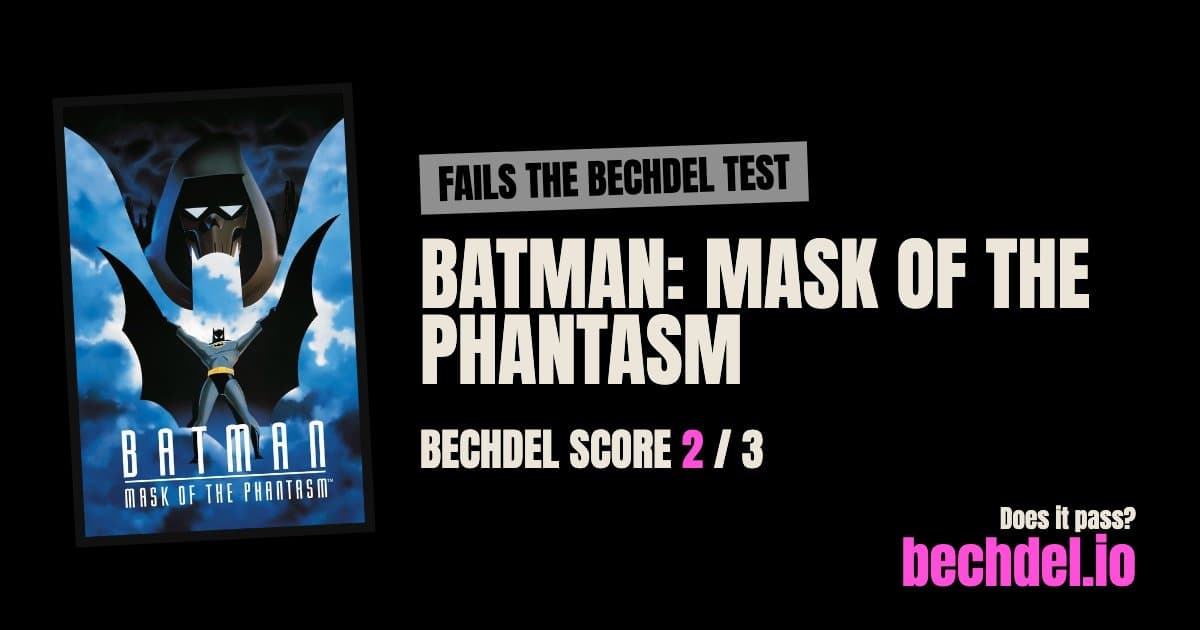 BATMAN
MASK OF THE PHANTASM™
FAILS THE BECHDEL TEST
BATMAN: MASK OF THE
PHANTASM
BECHDEL SCORE 2 / 3
Does it pass?
bechdel.io